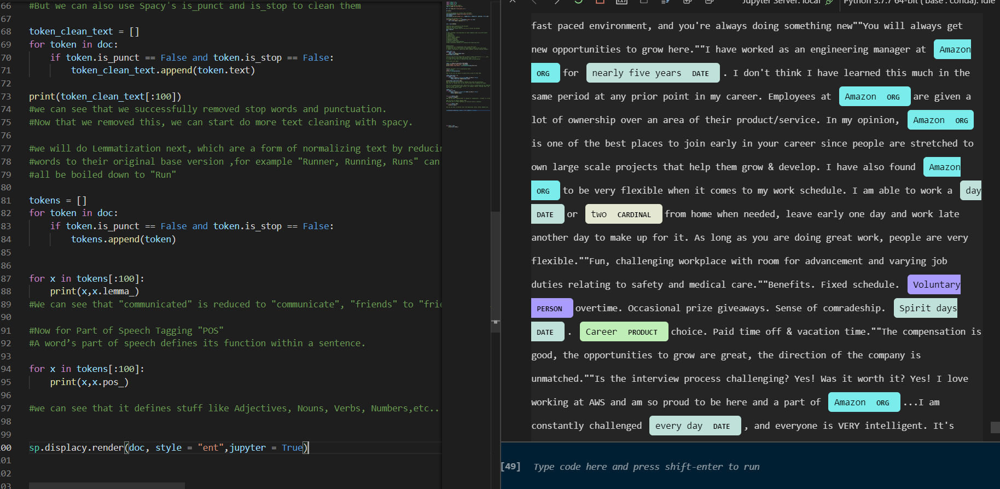 66 #But we can also use Spacy's is_punct and is_stop to clean them
67
68 token_clean_text = []
69 for token in doc:
70 if token.is_punct == False and token.is_stop == False:
71 token_clean_text.append(token.text)
72
73 print(token_clean_text[:100])
74 #we can see that we successfully removed stop words and punctuation.
75 #Now that we removed this, we can start do more text cleaning with spacy.
76
77 #we will do Lemmatization next, which are a form of normalizing text by
78 #words to their original base version ,for example "Runner, Running, Runs" can
79 #all be boiled down to "Run"
80
81 tokens = []
82 for token in doc:
83 if token.is_punct == False and token.is_stop == False:
84 tokens.append(token)
85
86
87 for x in tokens[:100]:
88 print(x,x.lemma_)
89 #We can see that "communicated" is reduced to "communicate", "friends" to
90
91 #Now for Part of Speech Tagging "POS"
92 #A word’s part of speech defines its function within a sentence.
93
94 for x in tokens[:100]:
95 print(x,x.pos_)
96
97 #we can see that it defines stuff like Adjectives, Nouns, Verbs, Numbers,etc..
98
99
00 sp.displacy.render(doc, style = "ent",jupyter = True)
01
02
03
Jupyter Server: local Python 3.7.7 64-bit ('base': conda): Idle
fast paced environment, and you're always doing something new""You will always get
new opportunities to grow here.""I have worked as an engineering manager at Amazon
ORG for nearly five years DATE . I don't think I have learned this much in the
same period at any prior point in my career. Employees at Amazon ORG are given a
lot of ownership over an area of their product/service. In my opinion, Amazon ORG
is one of the best places to join early in your career since people are stretched to
own large scale projects that help them grow & develop. I have also found Amazon
ORG to be very flexible when it comes to my work schedule. I am able to work a day
DATE or two CARDINAL from home when needed, leave early one day and work late
another day to make up for it. As long as you are doing great work, people are very
flexible.""Fun, challenging workplace with room for advancement and varying job
duties relating to safety and medical care.""Benefits. Fixed schedule. Voluntary
PERSON overtime. Occasional prize giveaways. Sense of comradeship. Spirit days
DATE . Career PRODUCT choice. Paid time off & vacation time.""The compensation is
good, the opportunities to grow are great, the direction of the company is
unmatched.""Is the interview process challenging? Yes! Was it worth it? Yes! I love
working at AWS and am so proud to be here and a part of Amazon ORG ...I am
constantly challenged every day DATE , and everyone is VERY intelligent. It's
[49] Type code here and press shift-enter to run